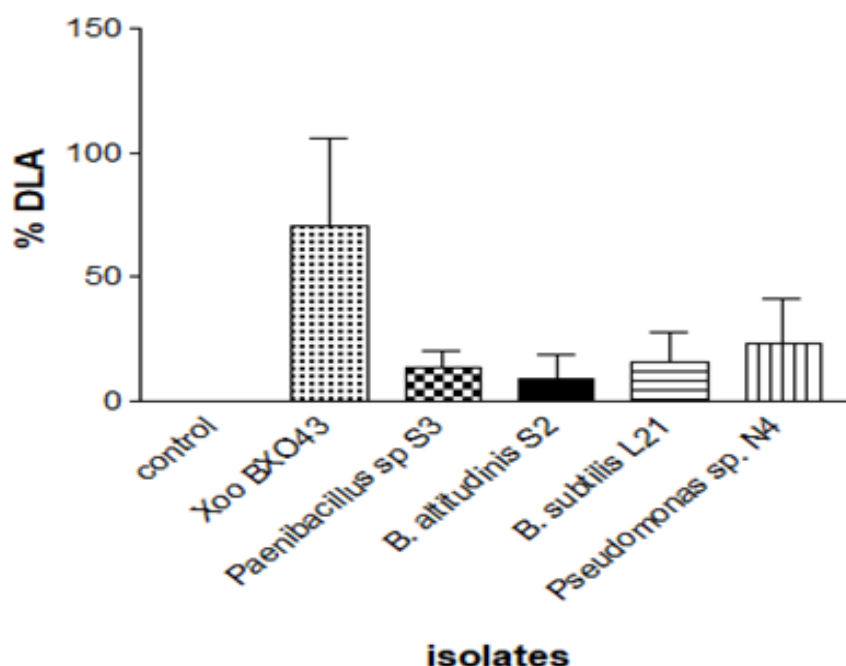 150
100
50
0
% DLA
control
Xoo BXO43
Paenibacillus sp S3
B. altitudinis S2
B. subtilis L21
Pseudomonas sp. N4
isolates